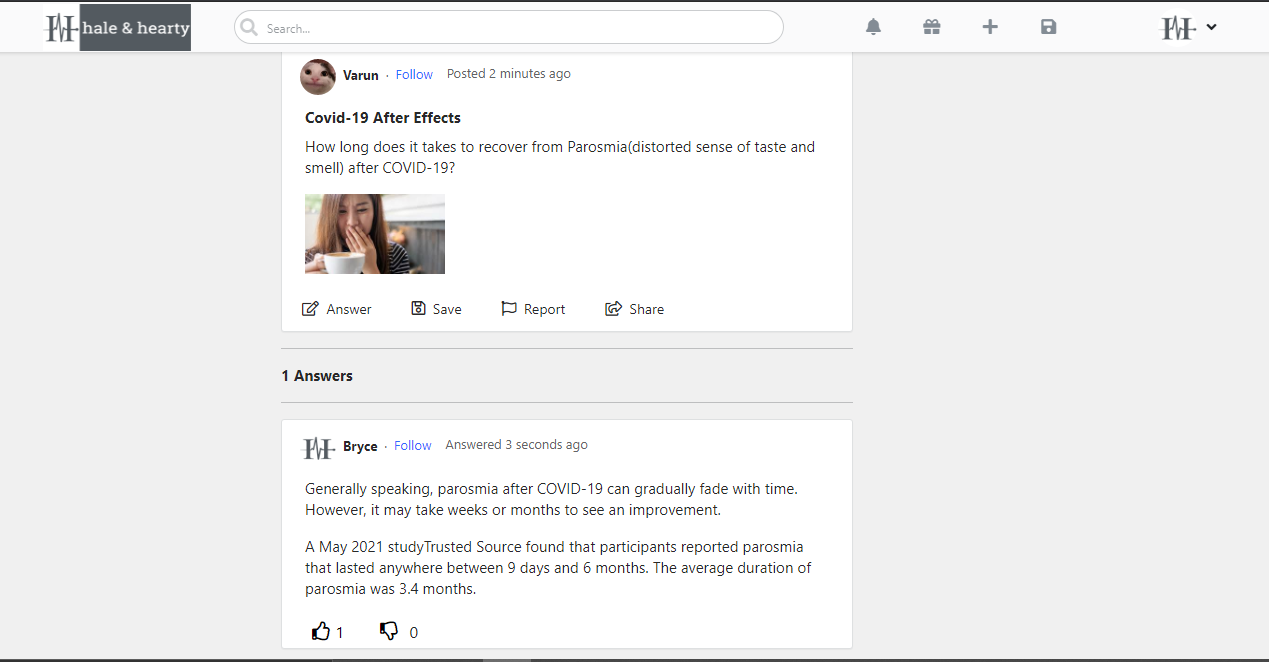 hale & hearty
Search...
Varun · Follow Posted 2 minutes ago
Covid-19 After Effects
How long does it takes to recover from Parosmia(distorted sense of taste and
smell) after COVID-19?
Answer Save Report Share
1 Answers
Bryce · Follow Answered 3 seconds ago
Generally speaking, parosmia after COVID-19 can gradually fade with time.
However, it may take weeks or months to see an improvement.
A May 2021 studyTrusted Source found that participants reported parosmia
that lasted anywhere between 9 days and 6 months. The average duration of
parosmia was 3.4 months.
1 0